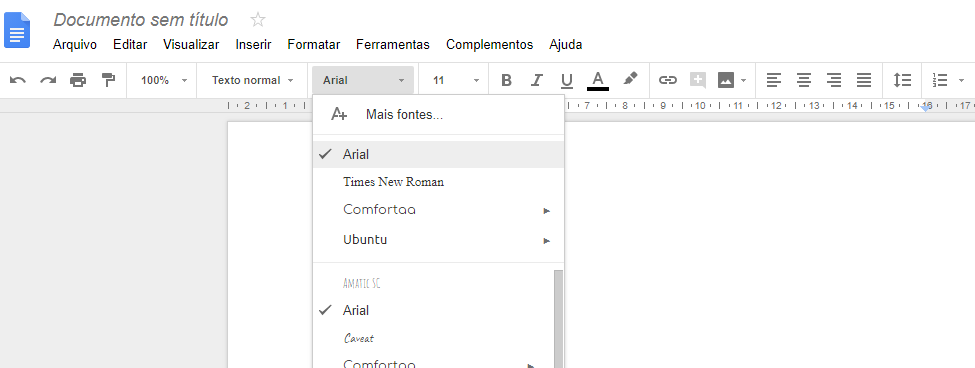 Documento sem título
Arquivo Editar Visualizar Inserir Formatar Ferramentas Complementos Ajuda
100% Texto normal Arial 11 B I U A
2 1 7 8 9 10 11 12 13 14 15 16 17
Mais fontes...
Arial
Times New Roman
Comfortaa
Ubuntu
Amatic SC
Arial
Caveat
Comfortaa